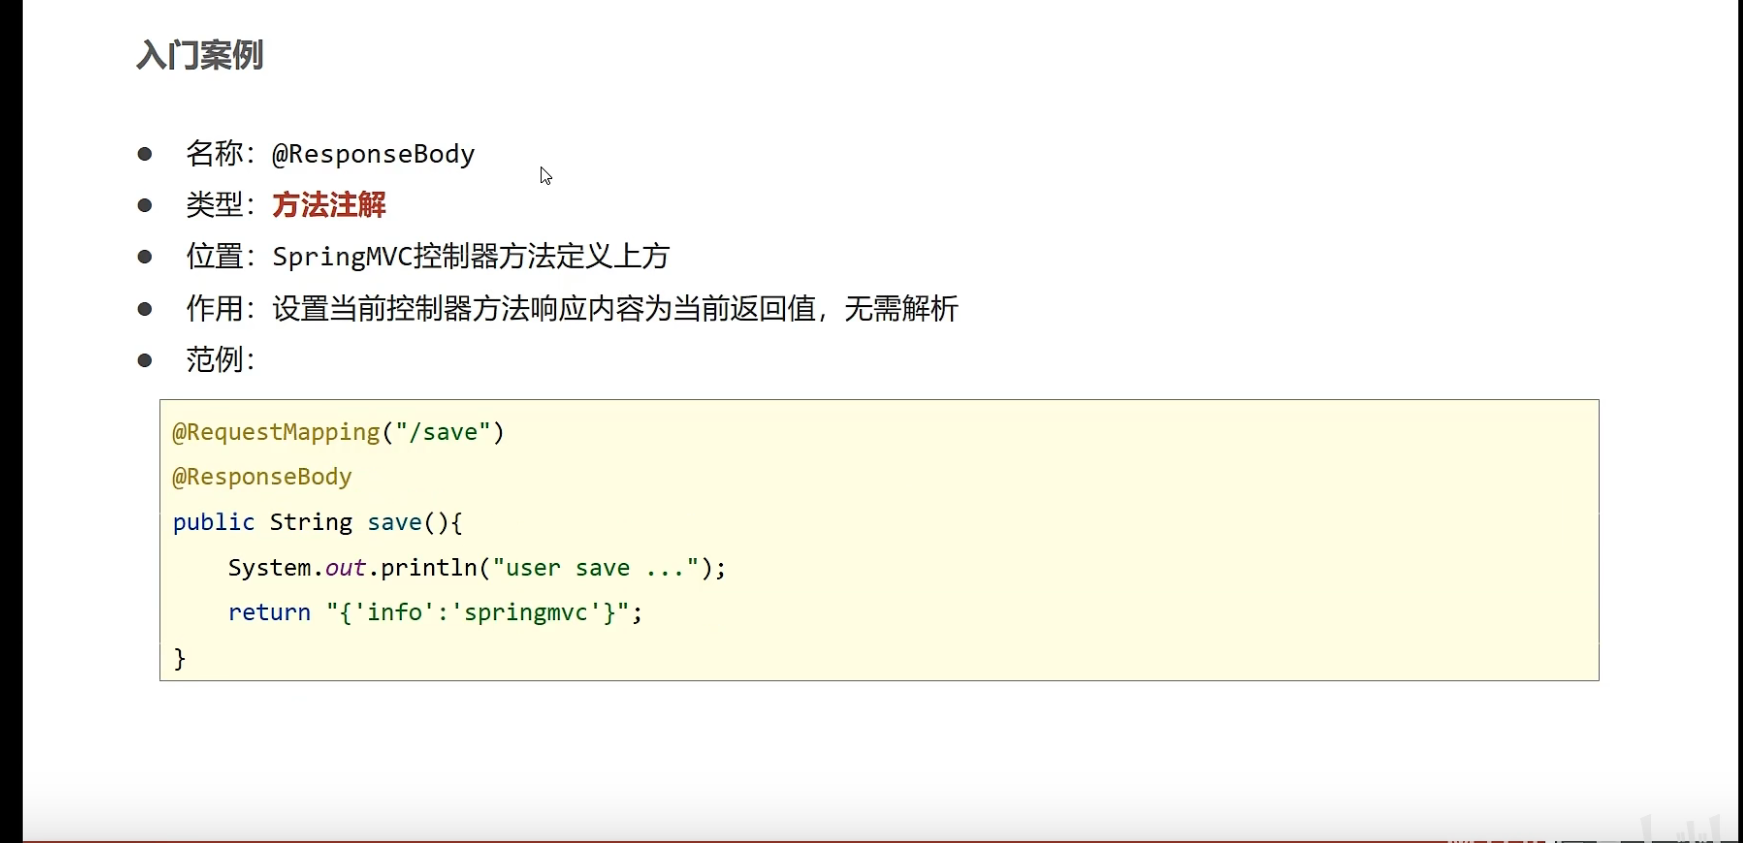 入门案例
● 名称：@ResponseBody
● 类型：方法注解
● 位置：SpringMVC控制器方法定义上方
● 作用：设置当前控制器方法响应内容为当前返回值，无需解析
● 范例：
@RequestMapping("/save")
@ResponseBody
public String save(){
    System.out.println("user save ...");
    return "{'info':'springmvc'}";
}